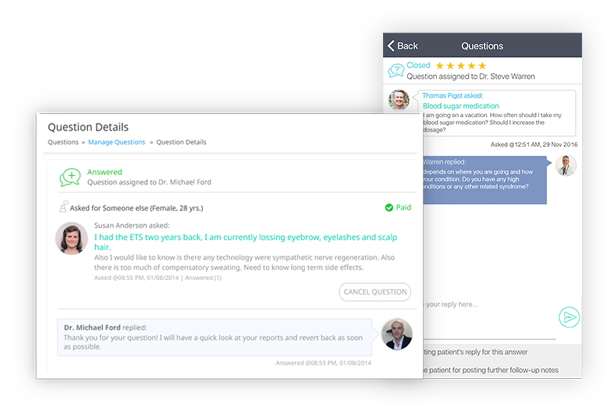 Back
Questions
Closed
Question assigned to Dr. Steve Warren
Thomas Pigot asked:
Blood sugar medication
I am going on a vacation. How often should I take my
blood sugar medication? Should I increase the
dosage?
Asked @12:51 AM, 29 Nov 2016
Warren replied:
depends on where you are going and how
your condition. Do you have any high
onditions or any other related syndrome?
your reply here...
ting patient's reply for this answer
e patient for posting further follow-up notes
Question Details
Questions » Manage Questions » Question Details
Answered
Question assigned to Dr. Michael Ford
Asked for Someone else (Female, 28 yrs.)
Paid
Susan Anderson asked:
I had the ETS two years back, I am currently lossing eyebrow, eyelashes and scalp
hair.
Also I would like to know is there any technology were sympathetic nerve regeneration. Also
there is too much of compensatory sweating. Need to know long term side effects.
Asked @08:55 PM, 01/08/2014 | Answered (1)
CANCEL QUESTION
Dr. Michael Ford replied:
Thank you for your question! I will have a quick look at your reports and revert back as soon
as possible.
Answered @08:55 PM, 01/08/2014